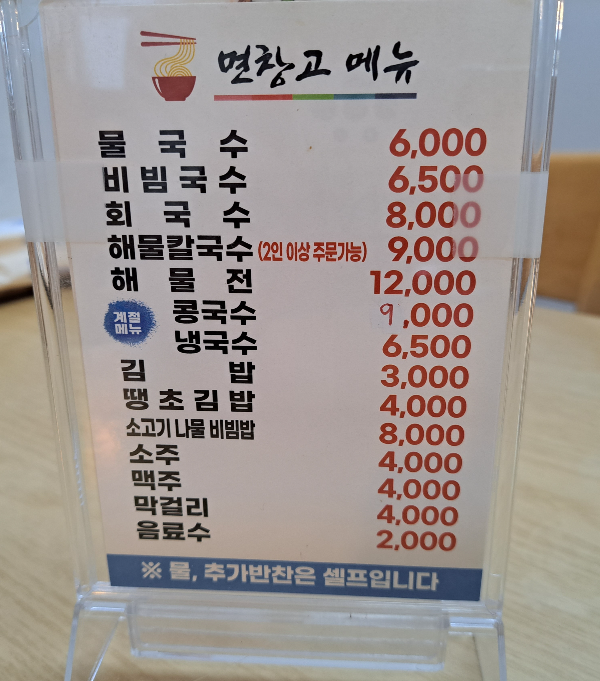 면창고 메뉴
물 국 수 6,000
비 빔 국 수 6,500
회 국 수 8,000
해물칼국수 (2인 이상 주문가능) 9,000
해 물 전 12,000
계절 메뉴 콩국수 9,000
냉국수 6,500
김 밥 3,000
땡 초 김 밥 4,000
소고기 나물 비빔밥 8,000
소주 4,000
맥주 4,000
막걸리 4,000
음료수 2,000
※ 물, 추가반찬은 셀프입니다